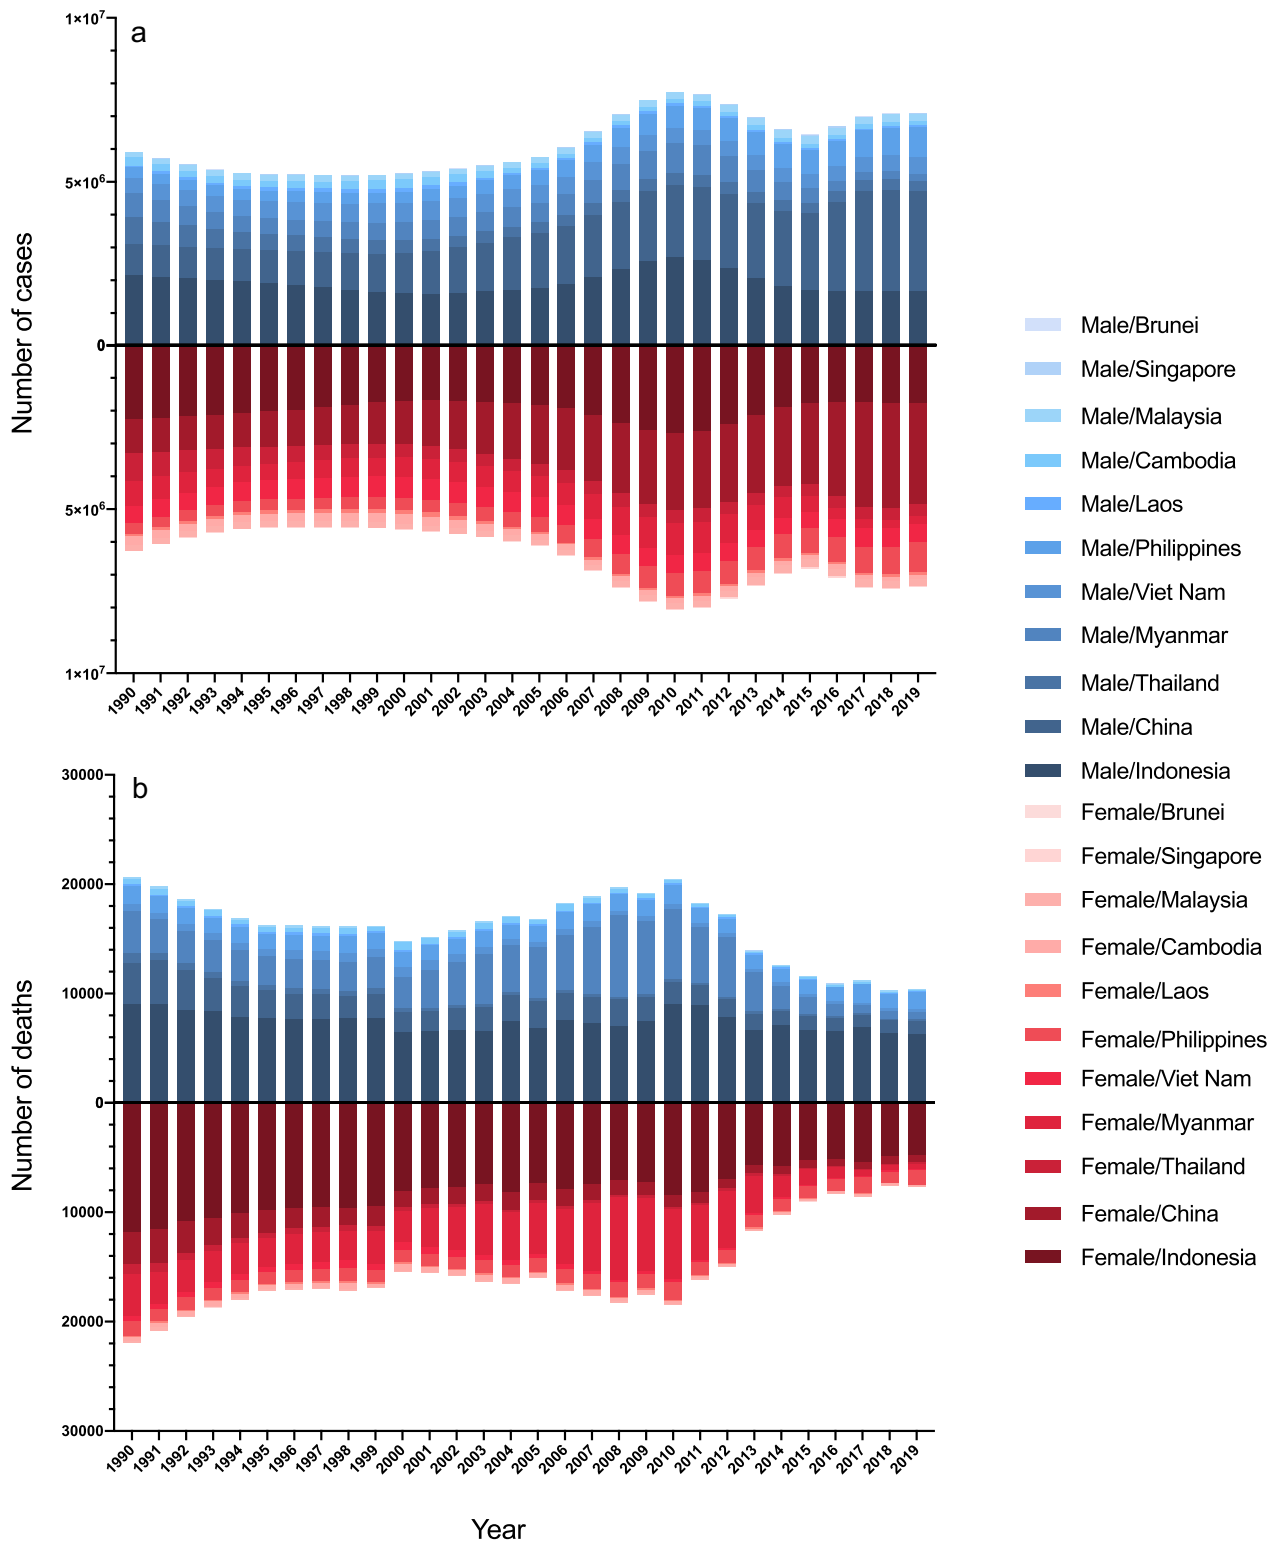 a
1×10⁷
5×10⁶
0
5×10⁶
1×10⁷
Number of cases
1990 1991 1992 1993 1994 1995 1996 1997 1998 1999 2000 2001 2002 2003 2004 2005 2006 2007 2008 2009 2010 2011 2012 2013 2014 2015 2016 2017 2018 2019
b
30000
20000
10000
0
10000
20000
30000
Number of deaths
1990 1991 1992 1993 1994 1995 1996 1997 1998 1999 2000 2001 2002 2003 2004 2005 2006 2007 2008 2009 2010 2011 2012 2013 2014 2015 2016 2017 2018 2019
Year
Male/Brunei
Male/Singapore
Male/Malaysia
Male/Cambodia
Male/Laos
Male/Philippines
Male/Viet Nam
Male/Myanmar
Male/Thailand
Male/China
Male/Indonesia
Female/Brunei
Female/Singapore
Female/Malaysia
Female/Cambodia
Female/Laos
Female/Philippines
Female/Viet Nam
Female/Myanmar
Female/Thailand
Female/China
Female/Indonesia